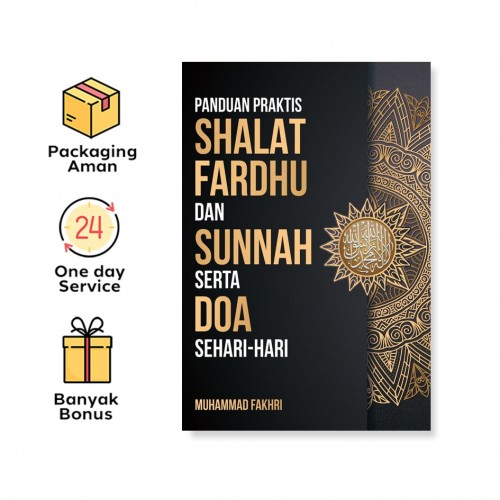 Packaging
Aman
24
One day
Service
Banyak
Bonus
PANDUAN PRAKTIS
SHALAT
FARDHU
DAN
SUNNAH
SERTA
DOA
SEHARI-HARI
MUHAMMAD FAKHRI